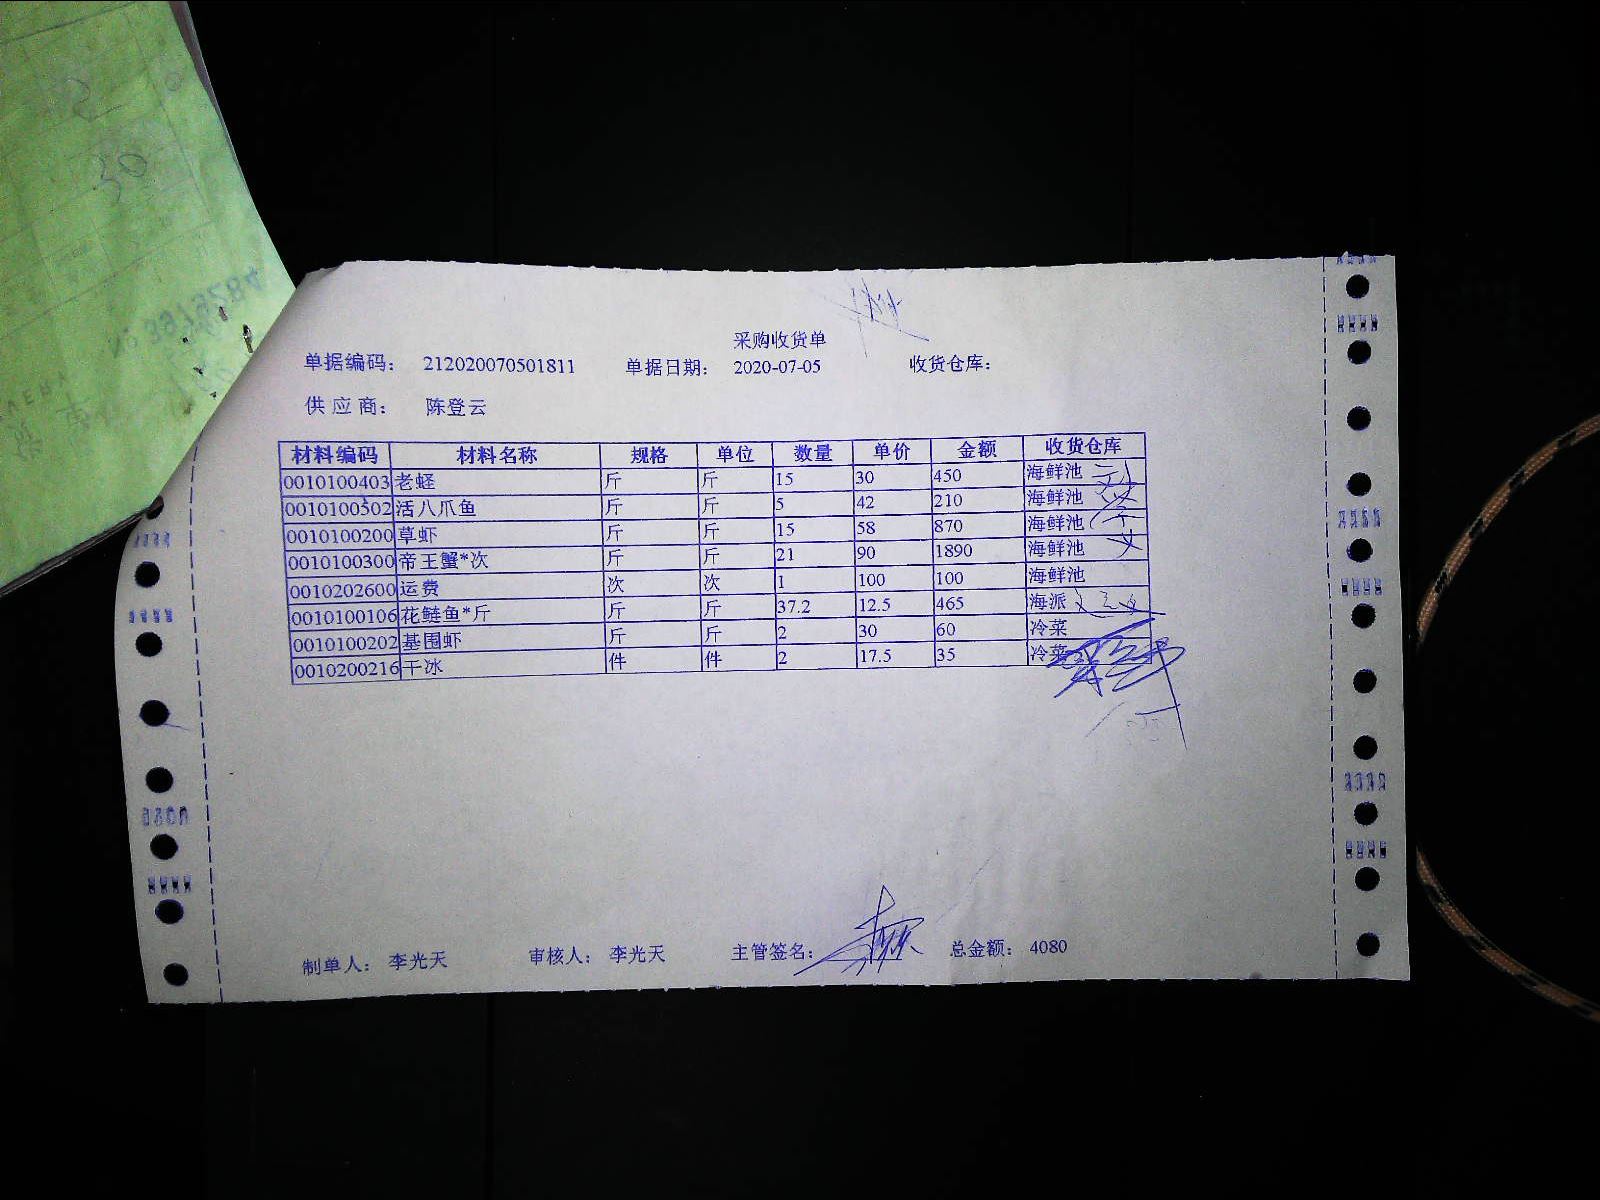 采购收货单
单据编码： 212020070501811 单据日期： 2020-07-05 收货仓库：
供应商： 陈登云
材料编码 材料名称 规格 单位 数量 单价 金额 收货仓库
0010100403 老蛏 斤 斤 15 30 450 海鲜池
0010100302 活八爪鱼 斤 斤 5 42 210 海鲜池
0010100200 草虾 斤 斤 15 58 870 海鲜池
0010100300 帝王蟹*次 斤 斤 21 90 1890 海鲜池
0010202600 运费 次 次 1 100 100 海鲜池
0010100106 花鲢鱼*斤 斤 斤 37.2 12.5 465 海派
0010100202 基围虾 斤 斤 2 30 60 冷菜
0010200216 干冰 件 件 2 17.5 35 冷菜
制单人： 李光天 审核人： 李光天 主管签名： 总金额： 4080
30